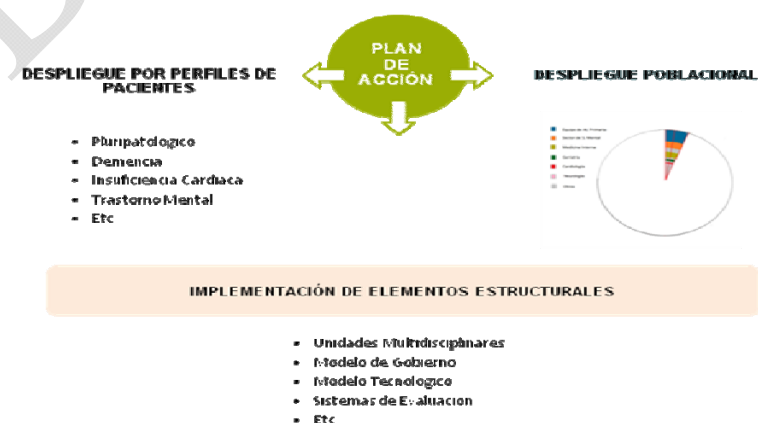 PLAN
DE
ACCIÓN
DESPLIEGUE POR PERFILES DE
PACIENTES
• Pluripatologico
• Demencia
• Insuficiencia Cardiaca
• Trastorno Mental
• Etc
DESPLIEGUE POBLACIONAL
IMPLEMENTACIÓN DE ELEMENTOS ESTRUCTURALES
• Unidades Multidisciplinares
• Modelo de Gobierno
• Modelo Tecnologico
• Sistemas de Evaluacion
• Etc